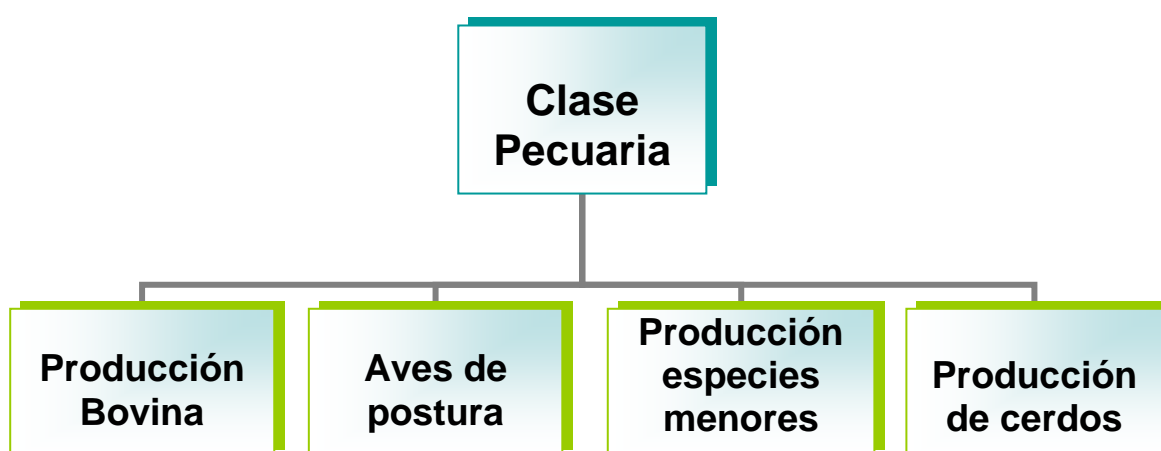 Clase
Pecuaria
Producción
Bovina
Aves de
postura
Producción
especies
menores
Producción
de cerdos